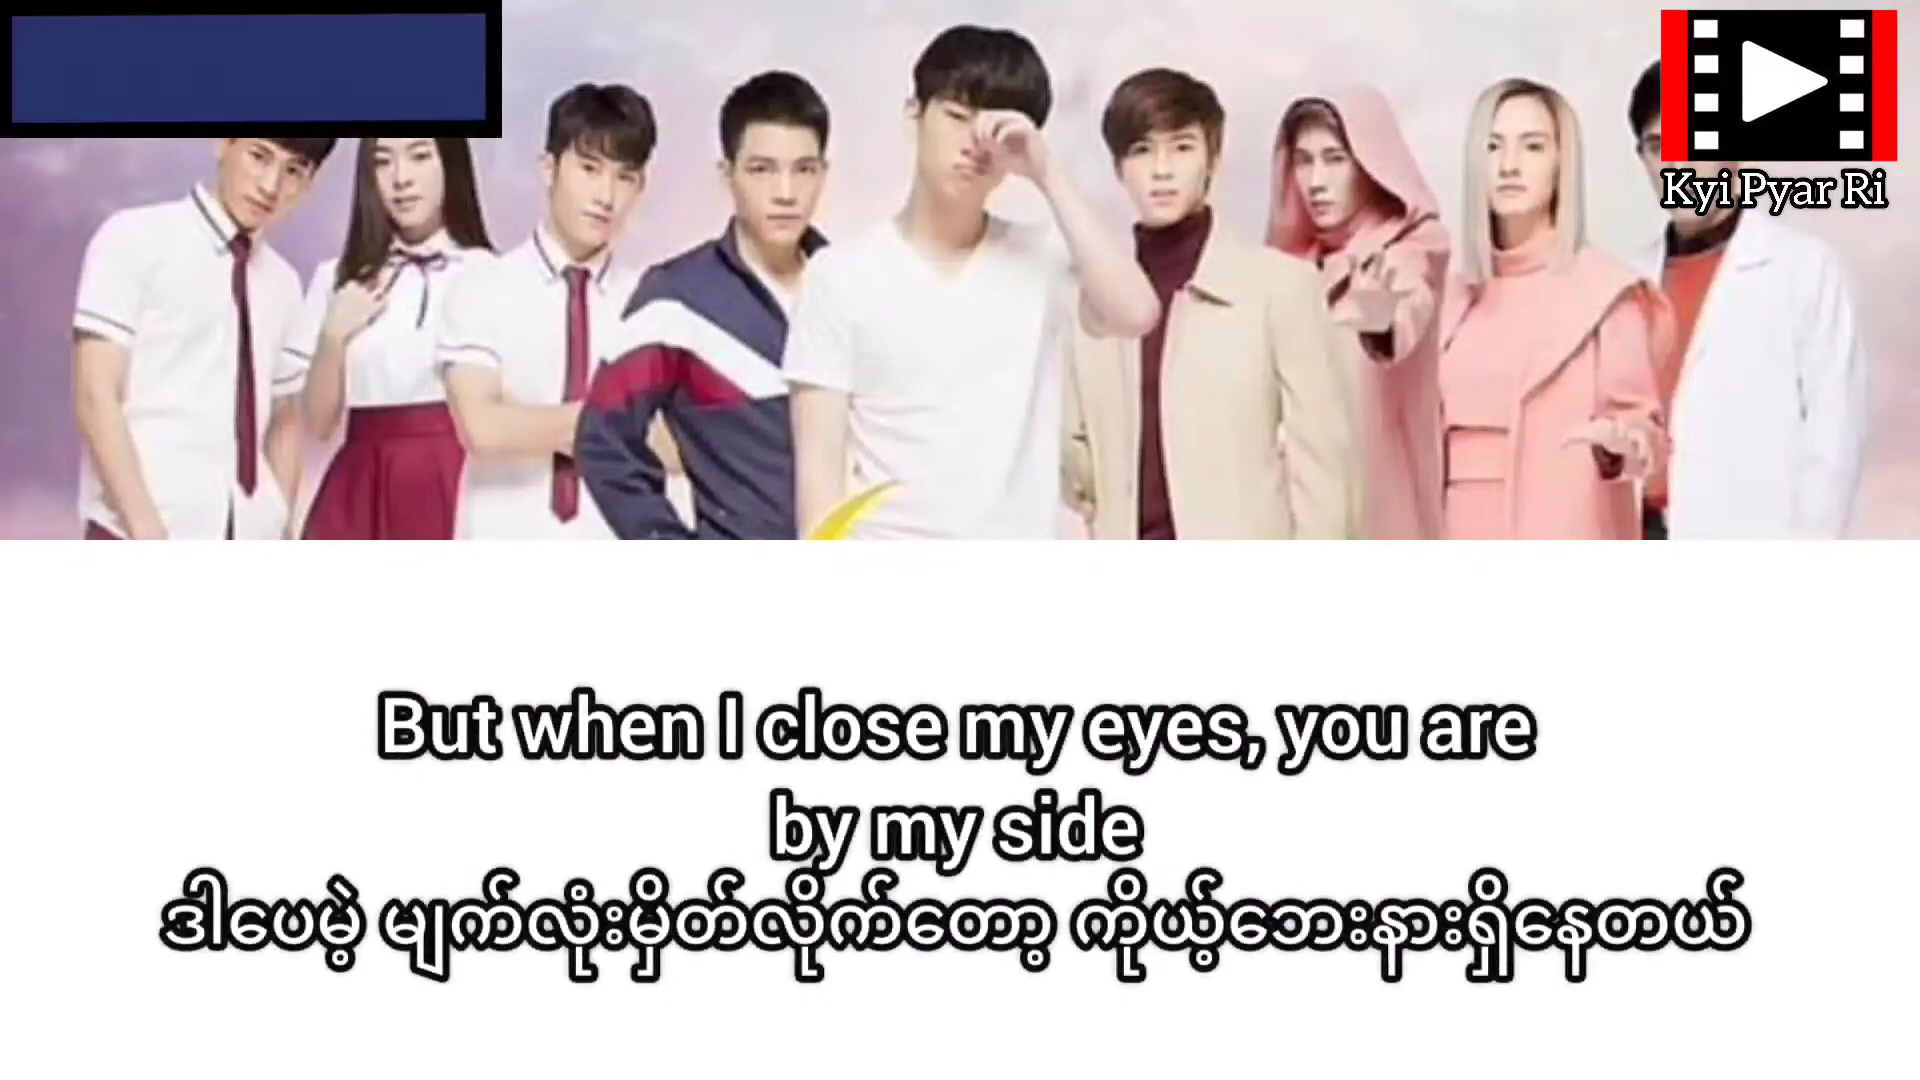 Kyi Pyar Ri
But when I close my eyes, you are
by my side
ဒါပေမဲ့ မျက်လုံးမှိတ်လိုက်တော့ ကိုယ့်ဘေးနားရှိနေတယ်